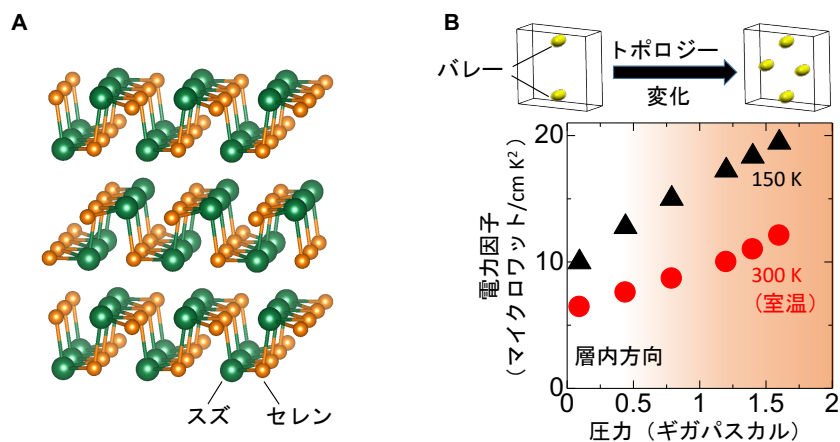 A
スズ
セレン
B
バレー
トポロジー
変化
電力因子
（マイクロワット/cm K²）
20
10
0
150 K
300 K
（室温）
層内方向
0
0.5
1
1.5
2
圧力（ギガパスカル）